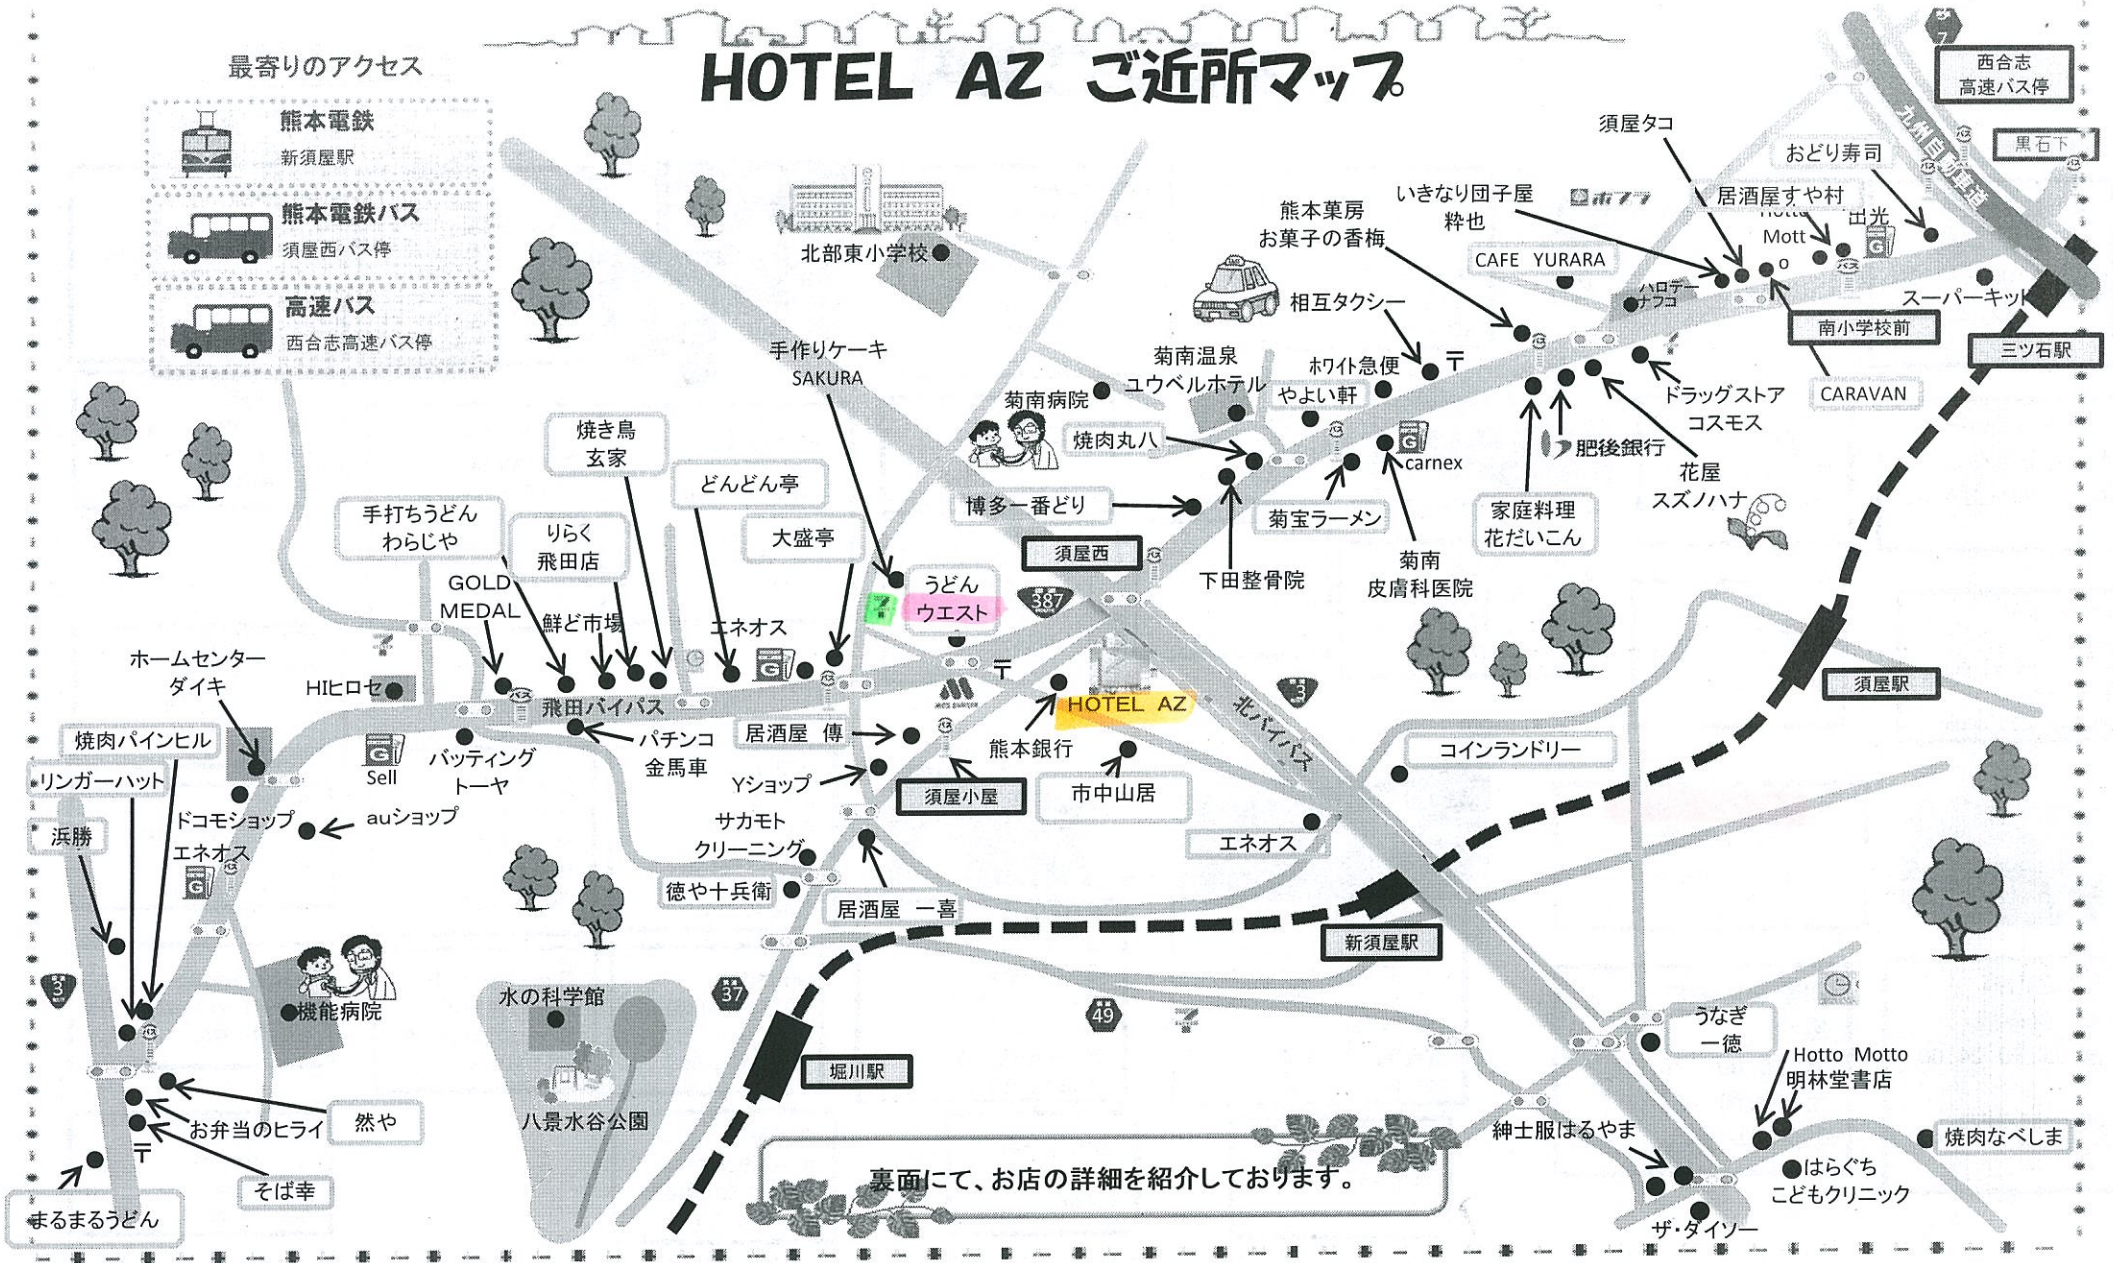 HOTEL AZ ご近所マップ
最寄りのアクセス
熊本電鉄
新須屋駅
熊本電鉄バス
須屋西バス停
高速バス
西合志高速バス停
西合志
高速バス停
黒石下
九州自動車道
須屋タコ
おどり寿司
居酒屋すや村
出光
Mott
o
ポプラ
いきなり団子屋
粋也
熊本菓房
お菓子の香梅
CAFE YURARA
ハローデー
ナフコ
スーパーキッド
南小学校前
三ツ石駅
CARAVAN
北部東小学校
相互タクシー
手作りケーキ
SAKURA
菊南温泉
ユウベルホテル
ホワイト急便
やよい軒
菊南病院
焼肉丸八
ドラッグストア
コスモス
肥後銀行
花屋
スズノハナ
carnex
家庭料理
花だいこん
菊宝ラーメン
菊南
皮膚科医院
博多一番どり
下田整骨院
須屋西
387
焼き鳥
玄家
どんどん亭
大盛亭
手打ちうどん
わらじや
りらく
飛田店
GOLD
MEDAL
鮮ど市場
エネオス
うどん
ウエスト
ホームセンター
ダイキ
HIヒロセ
飛田バイパス
HOTEL AZ
熊本銀行
北バイパス
3
須屋駅
焼肉パインヒル
リンガーハット
浜勝
Sell
バッティング
トーヤ
パチンコ
金馬車
居酒屋 傳
Yショップ
須屋小屋
市中山居
コインランドリー
ドコモショップ
auショップ
エネオス
サカモト
クリーニング
徳や十兵衛
居酒屋 一喜
エネオス
新須屋駅
3
機能病院
水の科学館
八景水谷公園
37
49
堀川駅
うなぎ
一徳
Hotto Motto
明林堂書店
紳士服はるやま
焼肉なべしま
はらぐち
こどもクリニック
ザ・ダイソー
然や
お弁当のヒライ
そば幸
まるまるうどん
裏面にて、お店の詳細を紹介しております。